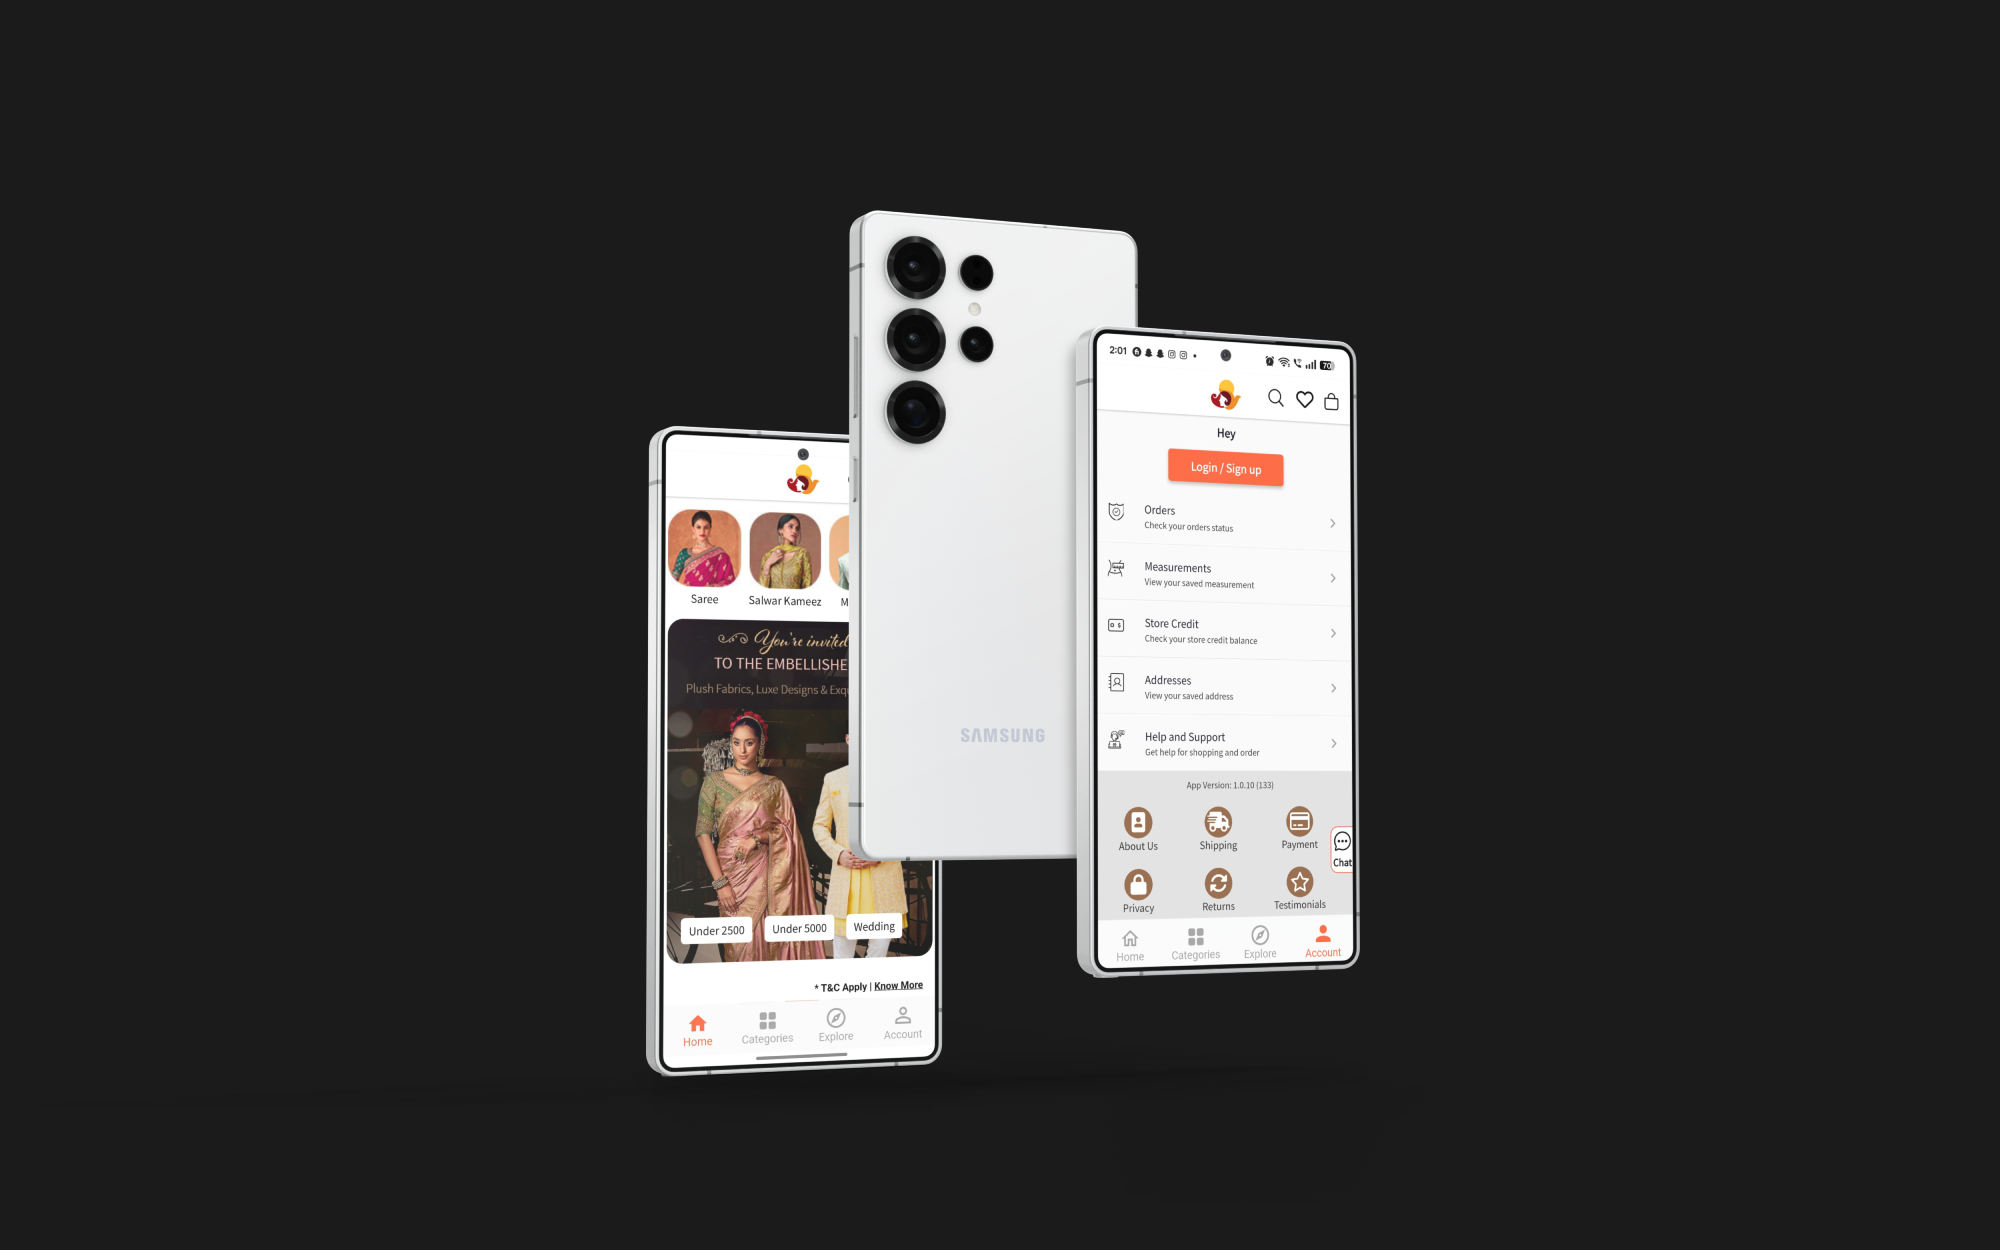 Saree
Salwar Kameez
You're invited
TO THE EMBELLISHE
Plush Fabrics, Luxe Designs & Exqu
Under 2500
Under 5000
Wedding
* T&C Apply | Know More
Home
Categories
Explore
Account
SAMSUNG
2:01
70
Hey
Login / Sign up
Orders
Check your orders status
Measurements
View your saved measurement
Store Credit
Check your store credit balance
Addresses
View your saved address
Help and Support
Get help for shopping and order
App Version: 1.0.10 (133)
About Us
Shipping
Payment
Chat
Privacy
Returns
Testimonials
Home
Categories
Explore
Account